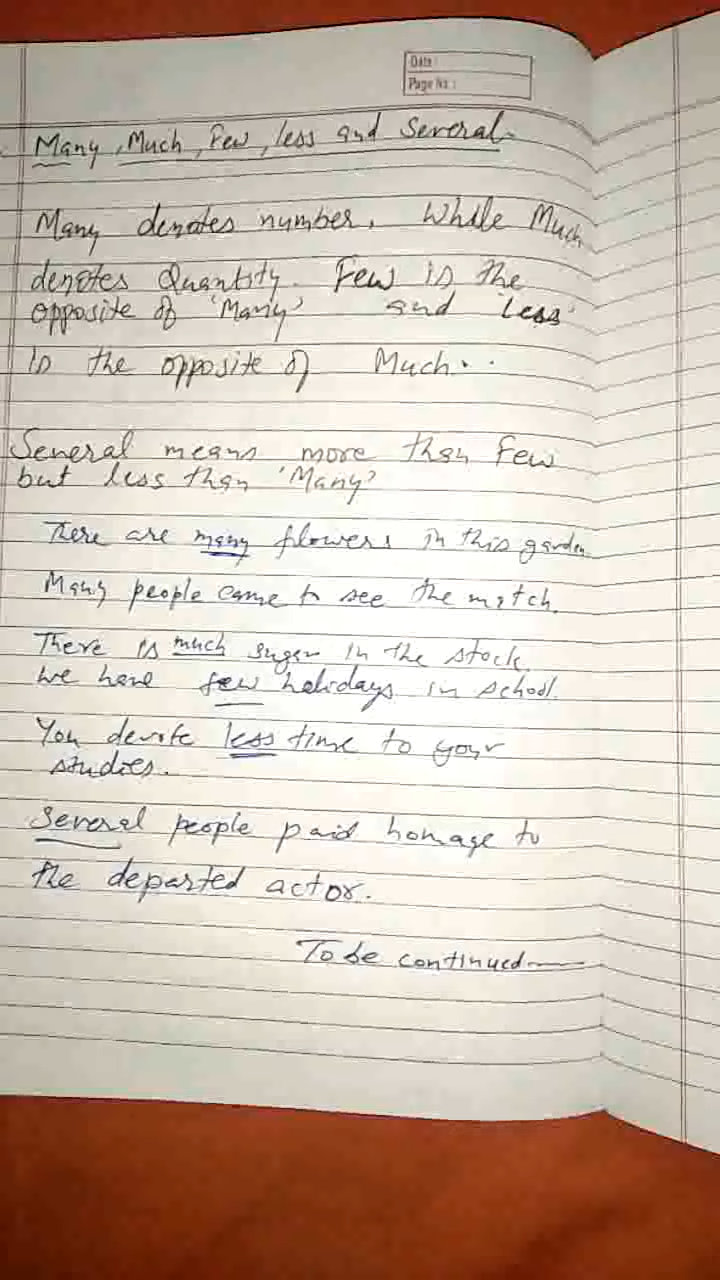 Date :
Page No. :
Many, Much, Few, less and Several.
Many denotes number, While Much
denotes Quantity. Few is the
opposite of 'Many' and 'less'
is the opposite of Much..
Several means more than Few
but less than 'Many'
There are many flowers in this garden
Many people came to see the match.
There is much sugar in the stock.
We have few holidays in school.
You devote less time to your
studies.
Several people paid homage to
the departed actor.
To be continued——